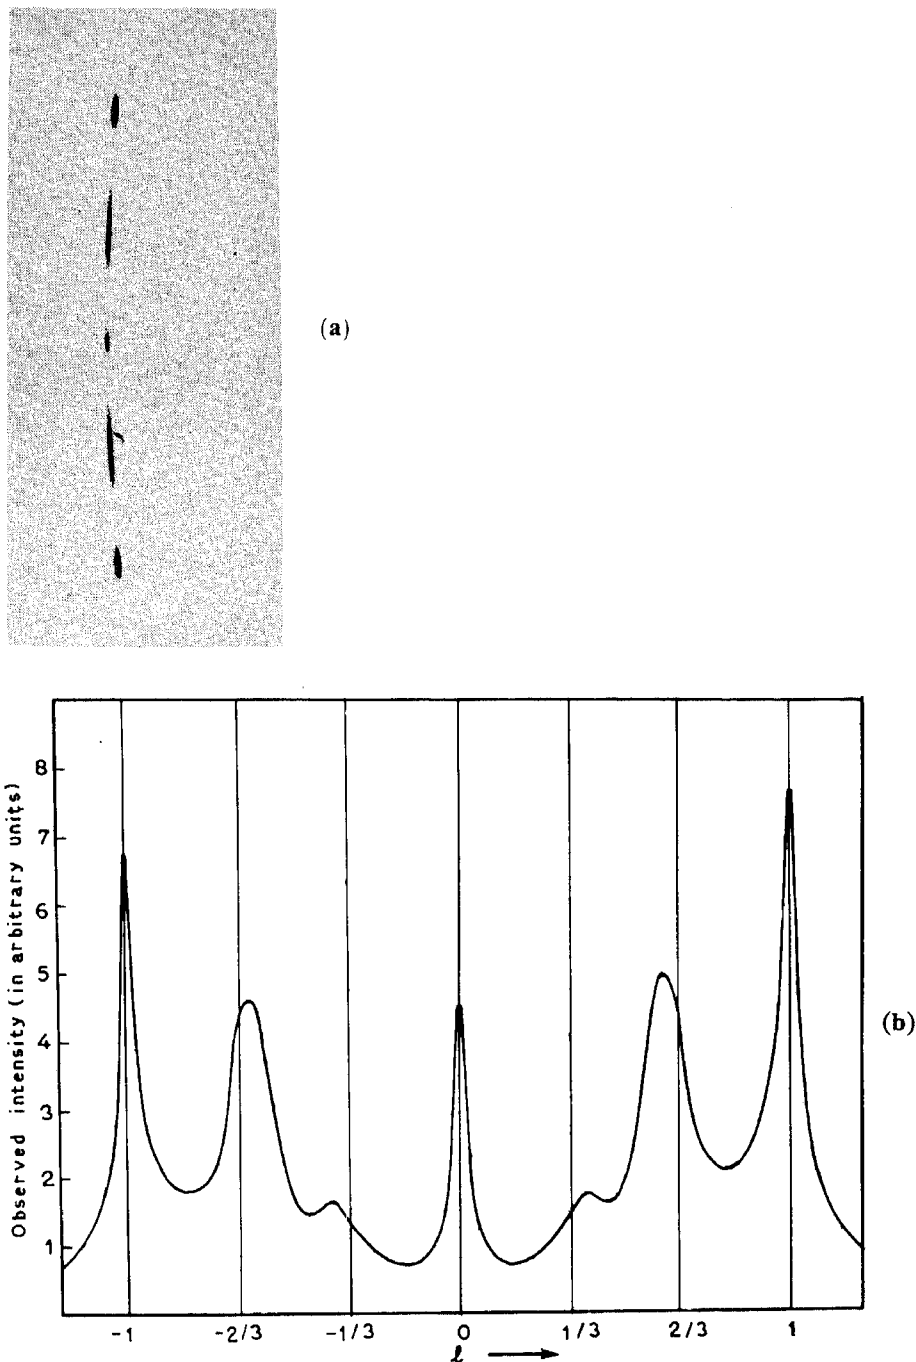 (a)
Observed intensity (in arbitrary units)
8
7
6
5
4
3
2
1
(b)
-1 -2/3 -1/3 0 1/3 2/3 1
ℓ ⟶